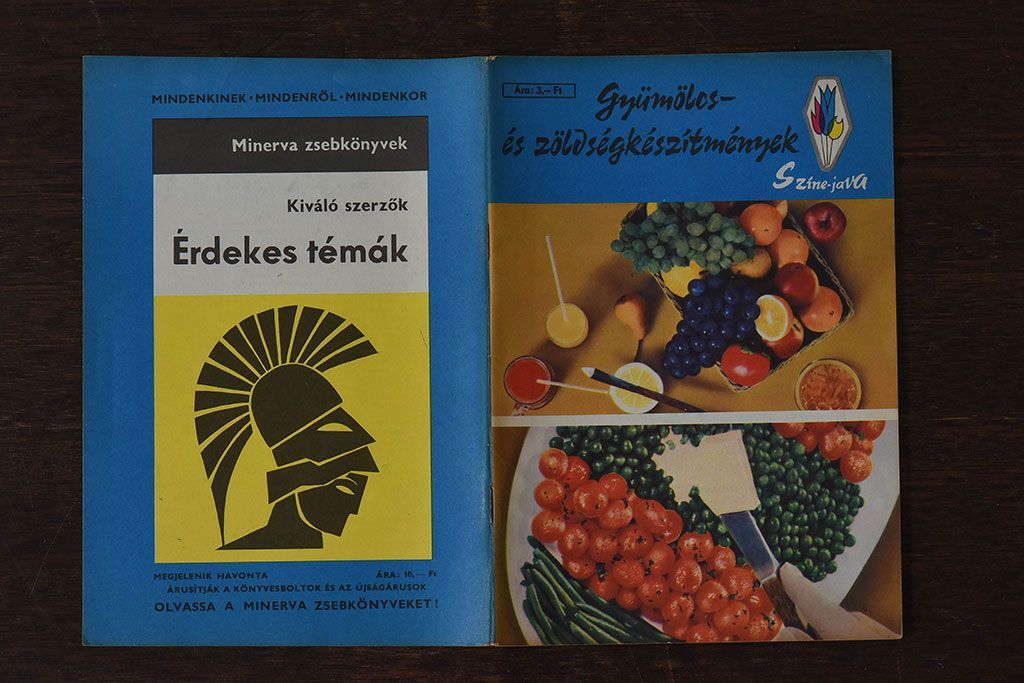 MINDENKINEK • MINDENRŐL • MINDENKOR
Minerva zsebkönyvek
Kiváló szerzők
Érdekes témák
MEGJELENIK HAVONTA ÁRA: 10,— Ft
ÁRUSÍTJÁK A KÖNYVESBOLTOK ÉS AZ ÚJSÁGÁRUSOK
OLVASSA A MINERVA ZSEBKÖNYVEKET!
Ára: 3,— Ft
Gyümölcs-
és zöldségkészítmények
Színe-java